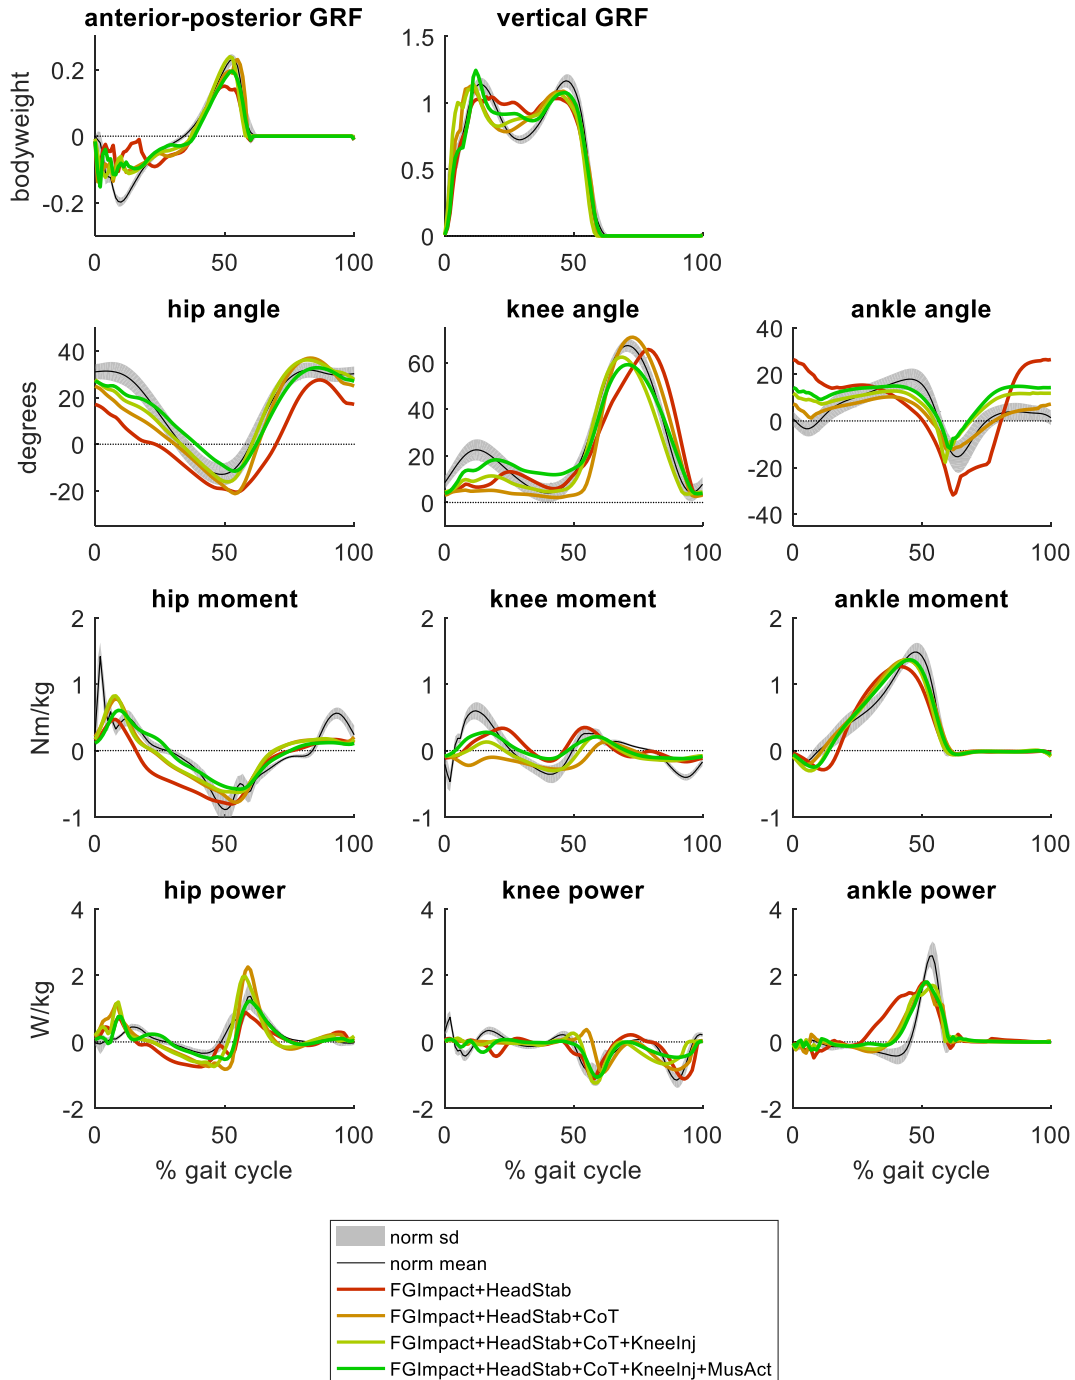 anterior-posterior GRF vertical GRF
bodyweight
0.2
0
-0.2
0 50 100
1.5
1
0.5
0
0 50 100
hip angle knee angle ankle angle
degrees
40
20
0
-20
0 50 100
60
40
20
0
0 50 100
40
20
0
-20
-40
0 50 100
hip moment knee moment ankle moment
Nm/kg
2
1
0
-1
0 50 100
2
1
0
-1
0 50 100
2
1
0
-1
0 50 100
hip power knee power ankle power
W/kg
4
2
0
-2
0 50 100
4
2
0
-2
0 50 100
4
2
0
-2
0 50 100
% gait cycle % gait cycle % gait cycle
norm sd
norm mean
FGImpact+HeadStab
FGImpact+HeadStab+CoT
FGImpact+HeadStab+CoT+KneeInj
FGImpact+HeadStab+CoT+KneeInj+MusAct